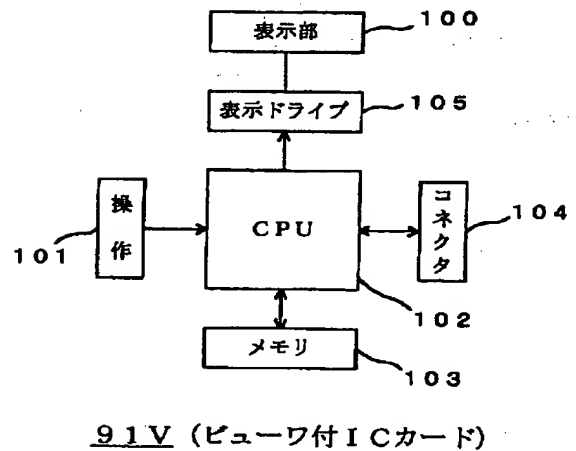 表示部
100
表示ドライブ
105
操作
101
CPU
102
コネクタ
104
メモリ
103
91V (ビューワ付ICカード)